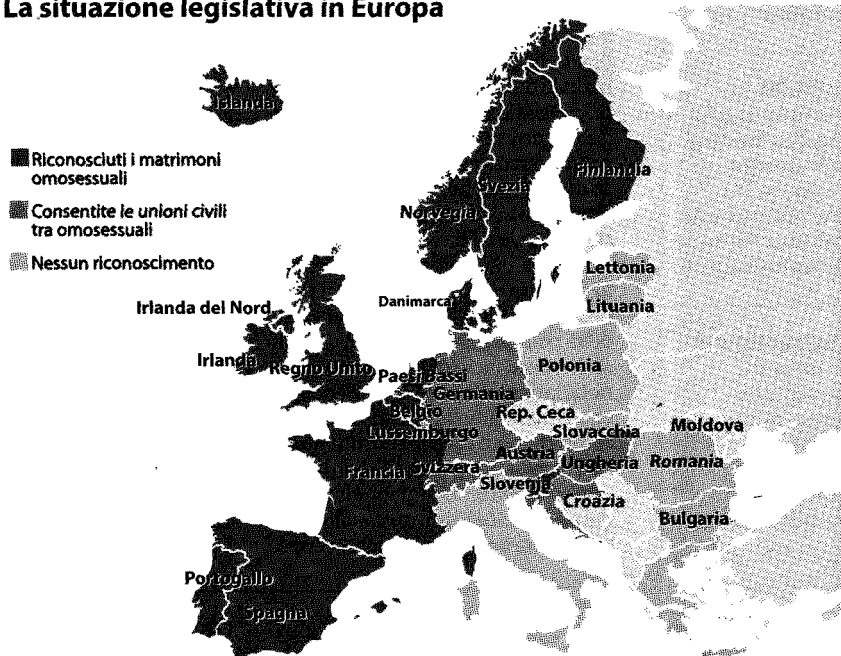 La situazione legislativa in Europa
Islanda
Riconosciuti i matrimoni
omosessuali
Consentite le unioni civili
tra omosessuali
Nessun riconoscimento
Finlandia
Svezia
Norvegia
Lettonia
Lituania
Danimarca
Irlanda del Nord
Irlanda
Regno Unito
Paesi Bassi
Polonia
Germania
Belgio
Rep. Ceca
Lussemburgo
Slovacchia
Moldova
Austria
Francia
Svizzera
Ungheria
Romania
Slovenia
Croazia
Bulgaria
Portogallo
Spagna